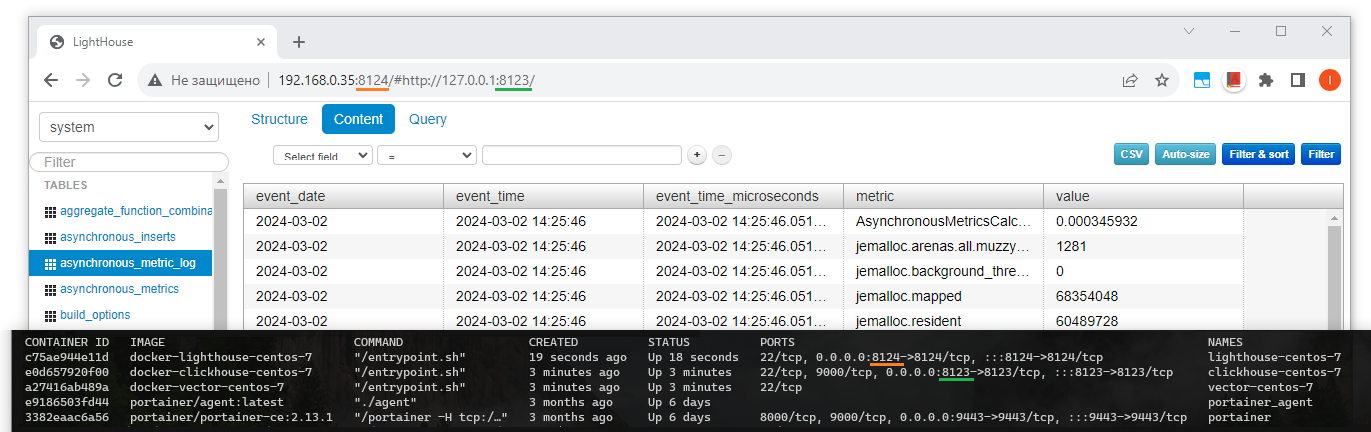 LightHouse
Не защищено 192.168.0.35:8124/#http://127.0.0.1:8123/
I
system
Structure Content Query
Filter
Select field = + − CSV Auto-size Filter & sort Filter
TABLES
aggregate_function_combina
asynchronous_inserts
asynchronous_metric_log
asynchronous_metrics
build_options
event_date event_time event_time_microseconds metric value
2024-03-02 2024-03-02 14:25:46 2024-03-02 14:25:46.051… AsynchronousMetricsCalc… 0.000345932
2024-03-02 2024-03-02 14:25:46 2024-03-02 14:25:46.051… jemalloc.arenas.all.muzzy… 1281
2024-03-02 2024-03-02 14:25:46 2024-03-02 14:25:46.051… jemalloc.background_thre… 0
2024-03-02 2024-03-02 14:25:46 2024-03-02 14:25:46.051… jemalloc.mapped 68354048
2024-03-02 2024-03-02 14:25:46 2024-03-02 14:25:46.051… jemalloc.resident 60489728
CONTAINER ID IMAGE COMMAND CREATED STATUS PORTS NAMES
c75ae944e11d docker-lighthouse-centos-7 "/entrypoint.sh" 19 seconds ago Up 18 seconds 22/tcp, 0.0.0.0:8124->8124/tcp, :::8124->8124/tcp lighthouse-centos-7
e0d657920f00 docker-clickhouse-centos-7 "/entrypoint.sh" 3 minutes ago Up 3 minutes 22/tcp, 9000/tcp, 0.0.0.0:8123->8123/tcp, :::8123->8123/tcp clickhouse-centos-7
a27416ab489a docker-vector-centos-7 "/entrypoint.sh" 3 minutes ago Up 3 minutes 22/tcp vector-centos-7
e9186503fd44 portainer/agent:latest "./agent" 3 months ago Up 6 days portainer_agent
3382eaac6a56 portainer/portainer-ce:2.13.1 "/portainer -H tcp:/…" 3 months ago Up 6 days 8000/tcp, 9000/tcp, 0.0.0.0:9443->9443/tcp, :::9443->9443/tcp portainer